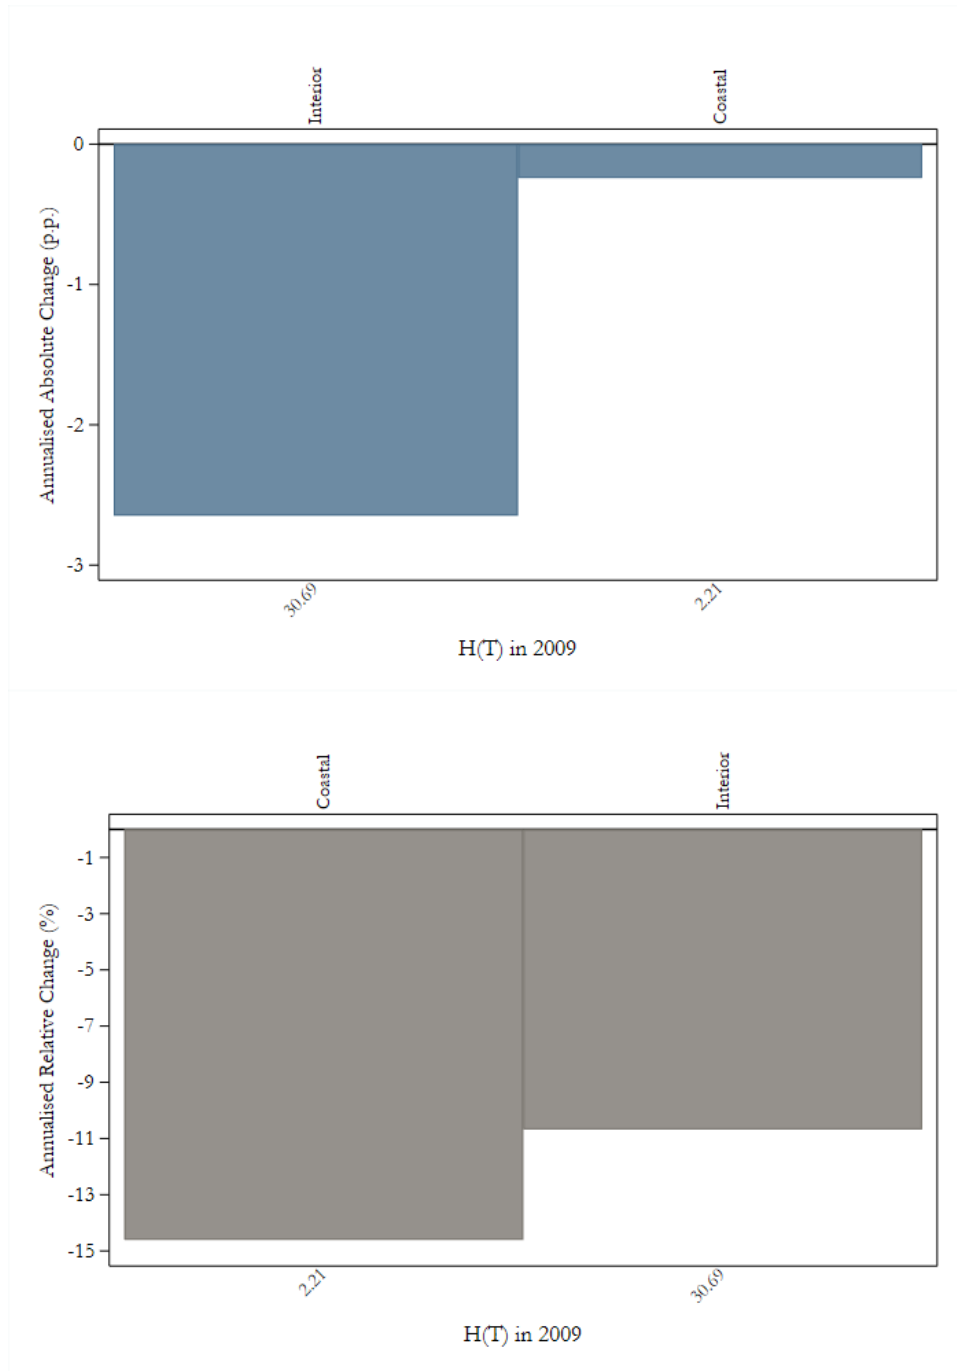 Interior
Coastal
0
-1
-2
-3
Annualised Absolute Change (p.p.)
30.69
2.21
H(T) in 2009
Coastal
Interior
-1
-3
-5
-7
-9
-11
-13
-15
Annualised Relative Change (%)
2.21
30.69
H(T) in 2009